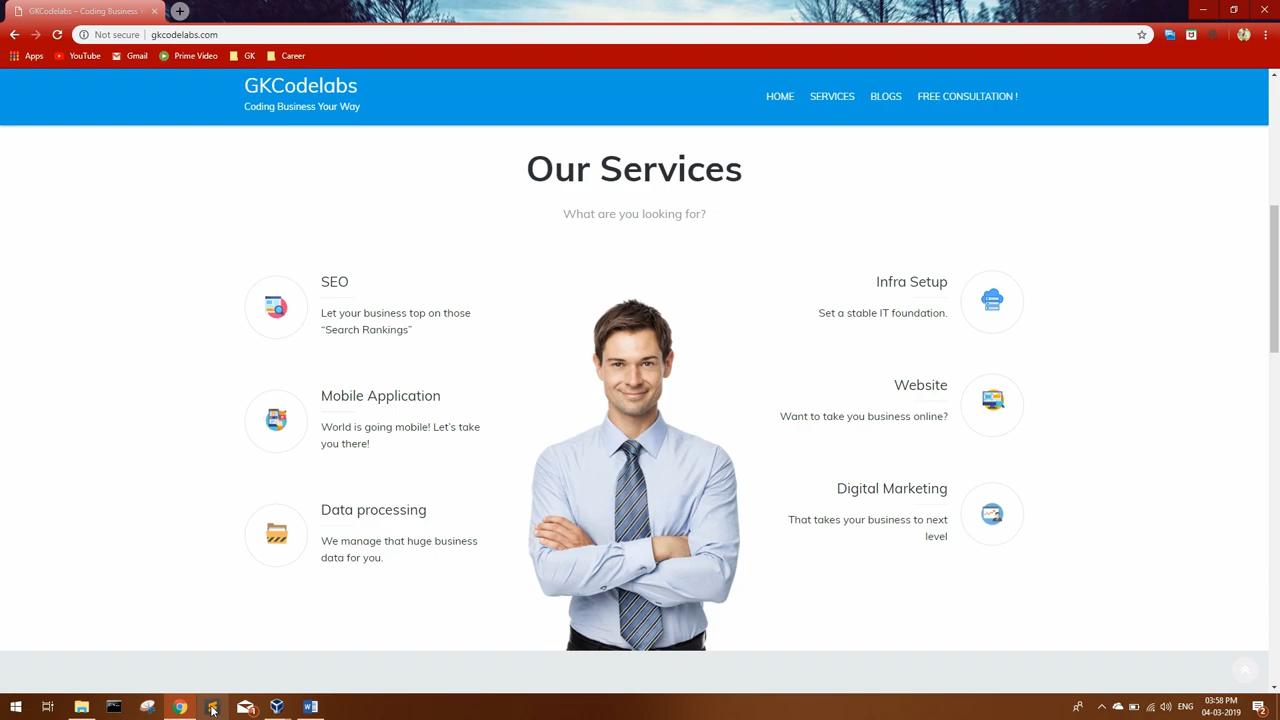 GKCodelabs – Coding Business
Not secure
gkcodelabs.com
Apps
YouTube
Gmail
Prime Video
GK
Career
GKCodelabs
Coding Business Your Way
HOME
SERVICES
BLOGS
FREE CONSULTATION !
Our Services
What are you looking for?
SEO
Let your business top on those
“Search Rankings”
Mobile Application
World is going mobile! Let’s take
you there!
Data processing
We manage that huge business
data for you.
Infra Setup
Set a stable IT foundation.
Website
Want to take you business online?
Digital Marketing
That takes your business to next
level
ENG
03:58 PM
04-03-2019
2